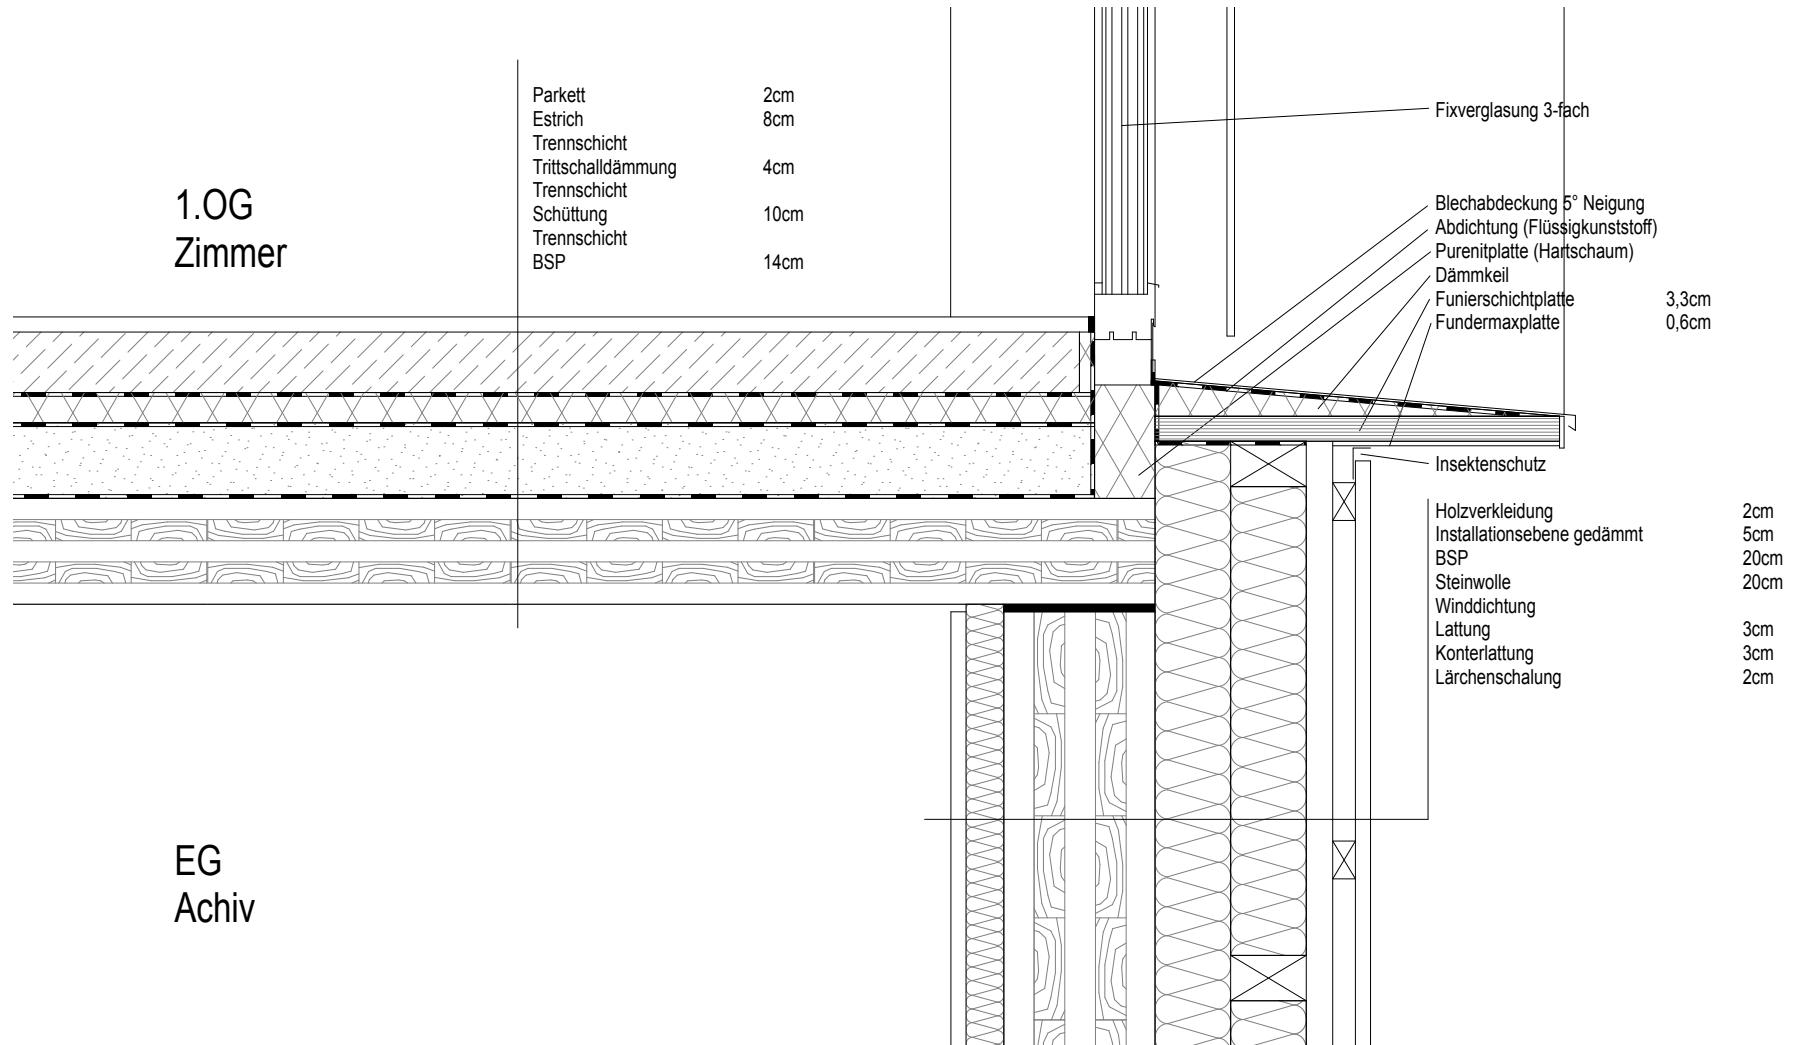 1.OG
Zimmer
Parkett 2cm
Estrich 8cm
Trennschicht
Trittschalldämmung 4cm
Trennschicht
Schüttung 10cm
Trennschicht
BSP 14cm
Fixverglasung 3-fach
Blechabdeckung 5° Neigung
Abdichtung (Flüssigkunststoff)
Purenitplatte (Hartschaum)
Dämmkeil
Funierschichtplatte 3,3cm
Fundermaxplatte 0,6cm
Insektenschutz
Holzverkleidung 2cm
Installationsebene gedämmt 5cm
BSP 20cm
Steinwolle 20cm
Winddichtung
Lattung 3cm
Konterlattung 3cm
Lärchenschalung 2cm
EG
Achiv